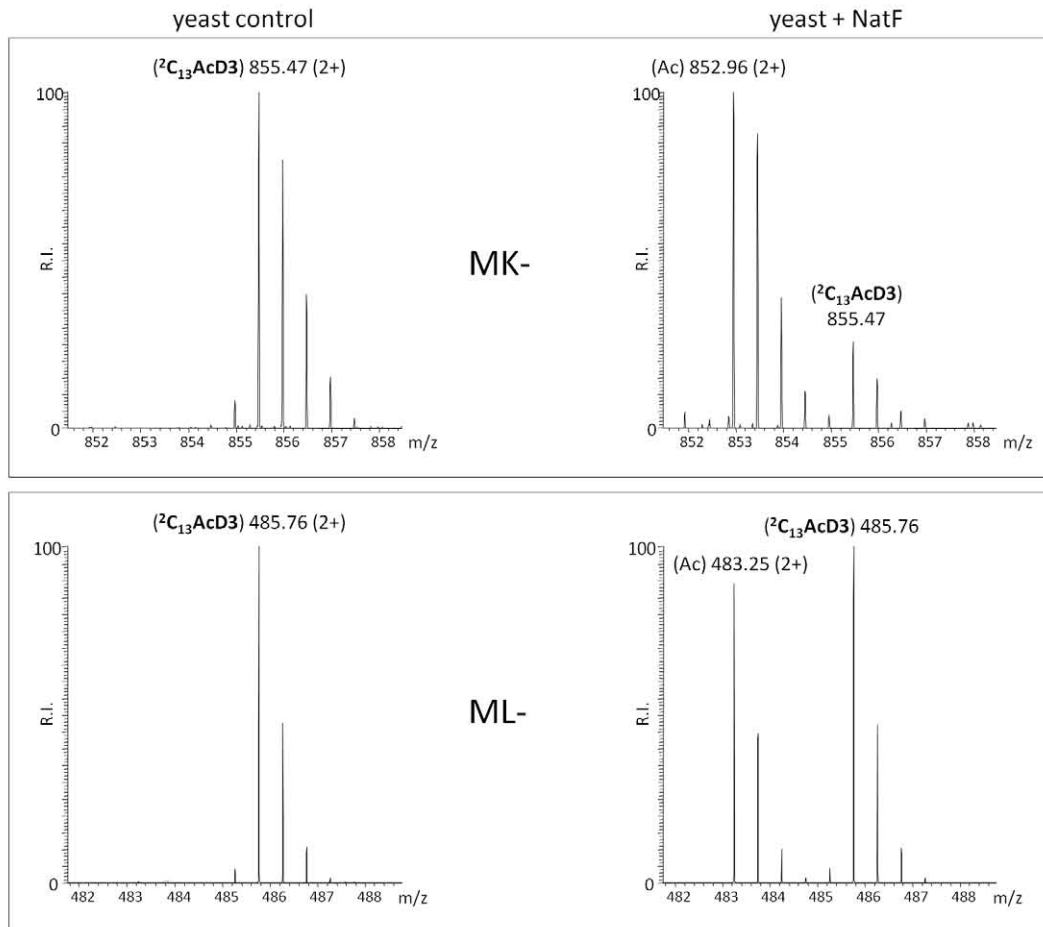 yeast control
yeast + NatF
(²C₁₃AcD3) 855.47 (2+)
100
R.I.
0
852 853 854 855 856 857 858 m/z
MK-
(Ac) 852.96 (2+)
100
(²C₁₃AcD3)
855.47
R.I.
0
852 853 854 855 856 857 858 m/z
(²C₁₃AcD3) 485.76 (2+)
100
R.I.
0
482 483 484 485 486 487 488 m/z
ML-
(²C₁₃AcD3) 485.76
(Ac) 483.25 (2+)
100
R.I.
0
482 483 484 485 486 487 488 m/z